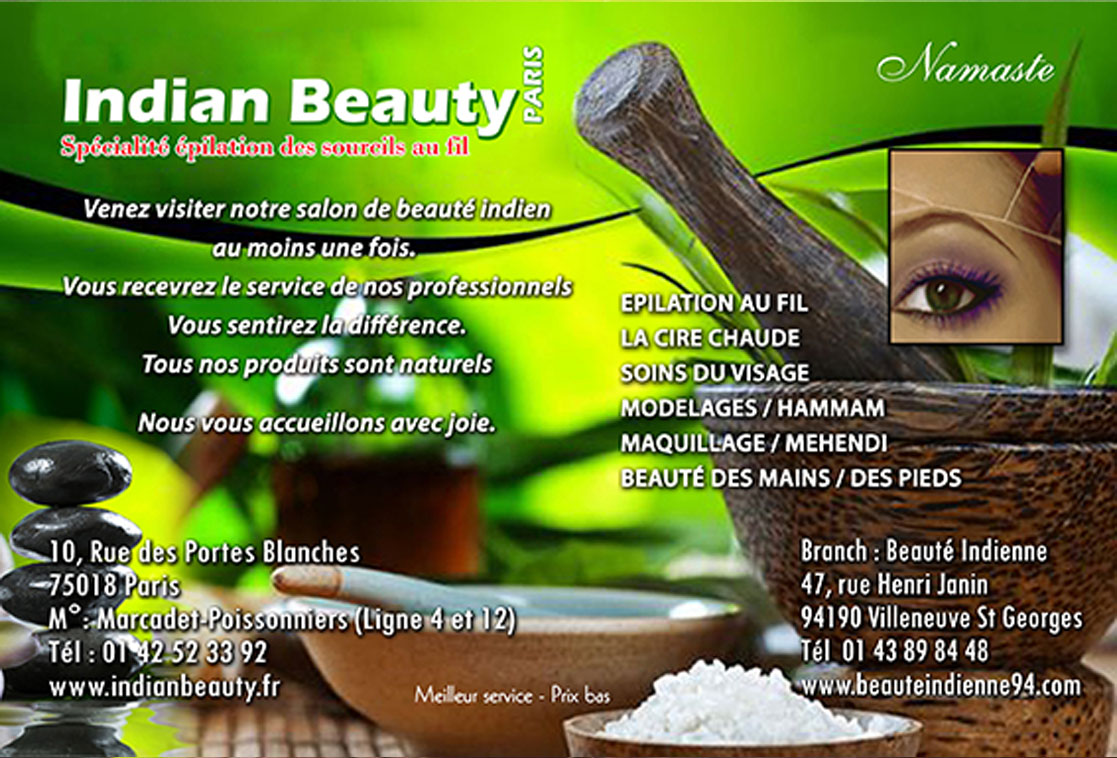 Namaste
Indian Beauty PARIS
Spécialité épilation des sourcils au fil
Venez visiter notre salon de beauté indien
au moins une fois.
Vous recevrez le service de nos professionnels
Vous sentirez la différence.
Tous nos produits sont naturels
Nous vous accueillons avec joie.
EPILATION AU FIL
LA CIRE CHAUDE
SOINS DU VISAGE
MODELAGES / HAMMAM
MAQUILLAGE / MEHENDI
BEAUTÉ DES MAINS / DES PIEDS
10, Rue des Portes Blanches
75018 Paris
M° : Marcadet-Poissonniers (Ligne 4 et 12)
Tél : 01 42 52 33 92
www.indianbeauty.fr
Meilleur service - Prix bas
Branch : Beauté Indienne
47, rue Henri Janin
94190 Villeneuve St Georges
Tél 01 43 89 84 48
www.beauteindienne94.com